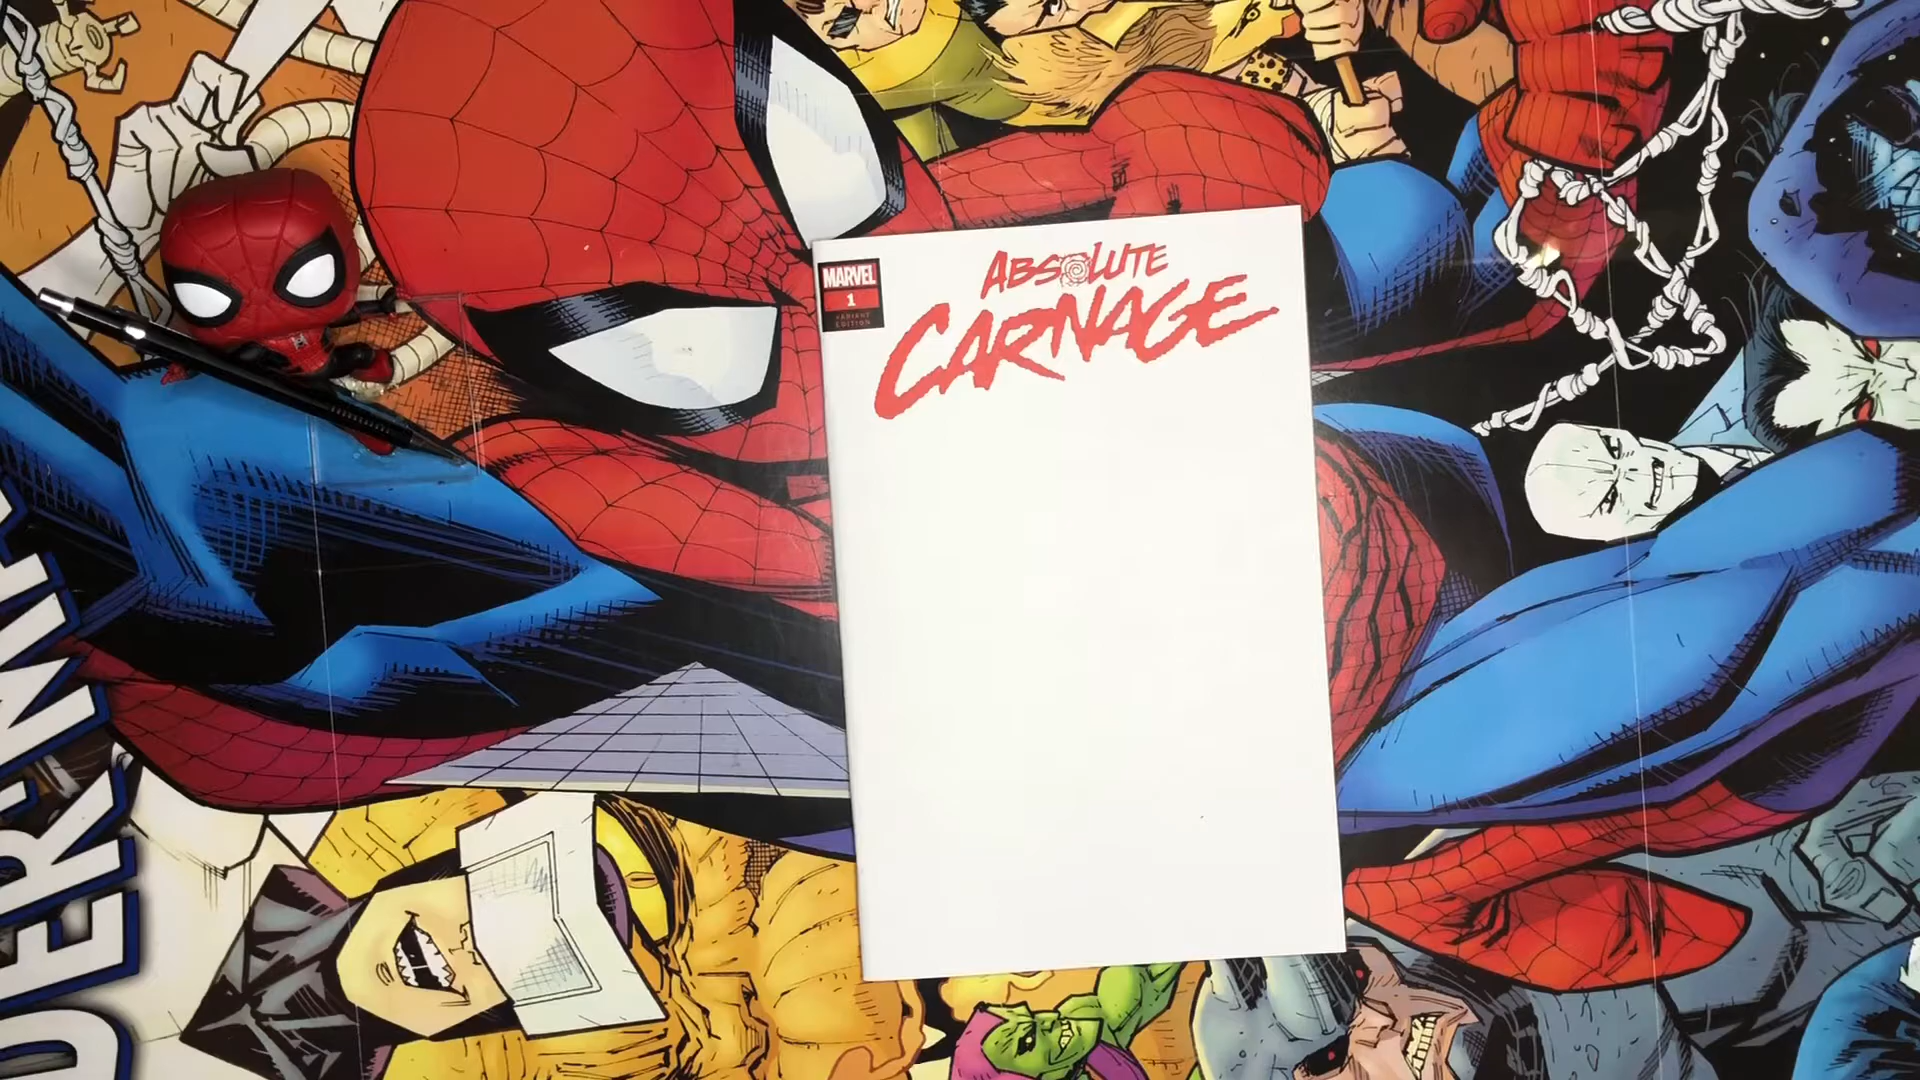 MARVEL
1
VARIANT
EDITION
ABSOLUTE
CARNAGE